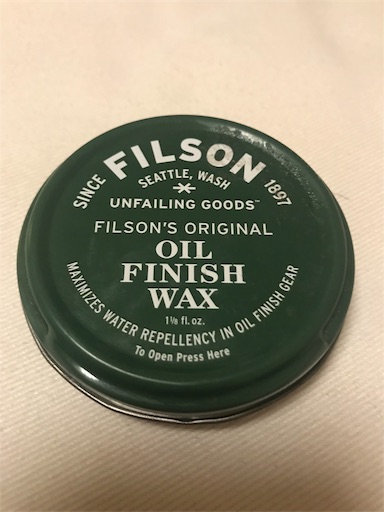 FILSON
SINCE SEATTLE, WASH 1897
UNFAILING GOODS™
FILSON'S ORIGINAL
OIL
FINISH
WAX
1⅛ fl. oz.
MAXIMIZES WATER REPELLENCY IN OIL FINISH GEAR
To Open Press Here